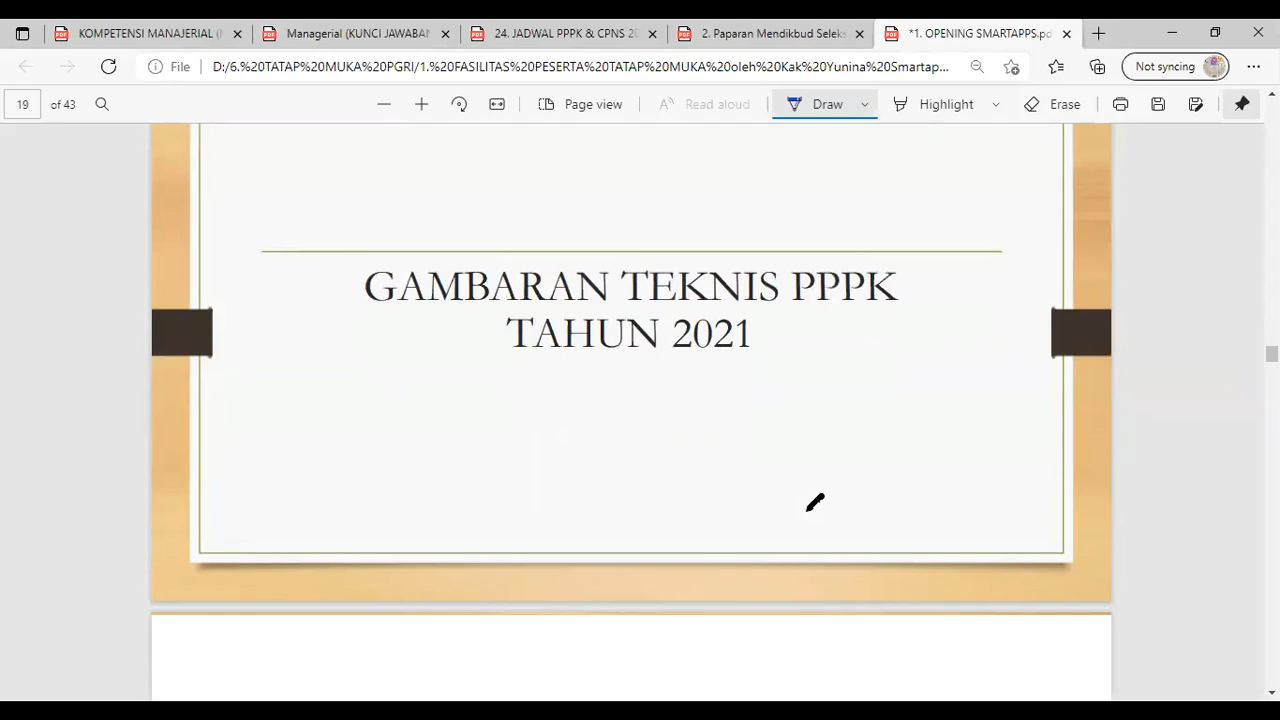 KOMPETENSI MANAJERIAL (
Managerial (KUNCI JAWABAN
24. JADWAL PPPK & CPNS 20
2. Paparan Mendikbud Seleks
*1. OPENING SMARTAPPS.pd
File
D:/6.%20TATAP%20MUKA%20PGRI/1.%20FASILITAS%20PESERTA%20TATAP%20MUKA%20oleh%20Kak%20Yunina%20Smartap...
Not syncing
19 of 43
Page view
Read aloud
Draw
Highlight
Erase
GAMBARAN TEKNIS PPPK
TAHUN 2021